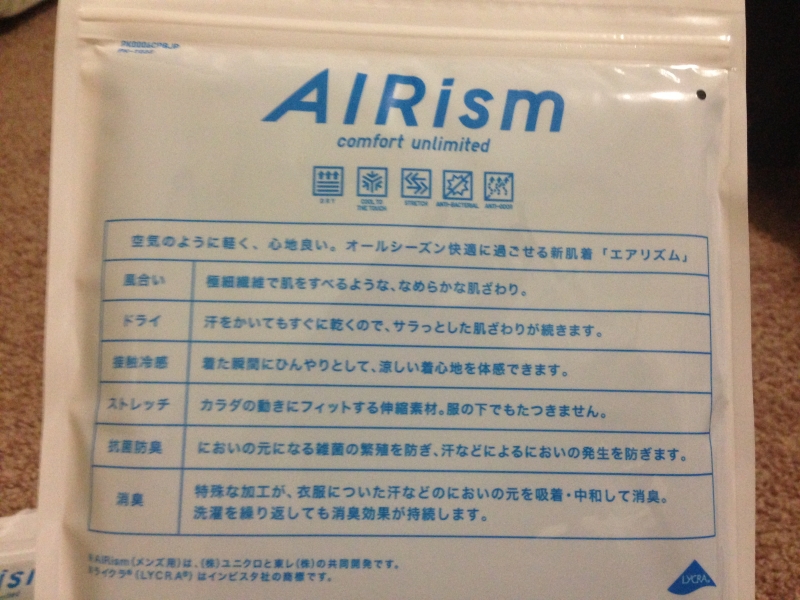 AIRism
comfort unlimited
DRY
COOL TO
THE TOUCH
STRETCH
ANTI-BACTERIAL
ANTI-ODOR
空気のように軽く、心地良い。オールシーズン快適に過ごせる新肌着「エアリズム」
風合い 極細繊維で肌をすべるような、なめらかな肌ざわり。
ドライ 汗をかいてもすぐに乾くので、サラっとした肌ざわりが続きます。
接触冷感 着た瞬間にひんやりとして、涼しい着心地を体感できます。
ストレッチ カラダの動きにフィットする伸縮素材。服の下でもたつきません。
抗菌防臭 においの元になる雑菌の繁殖を防ぎ、汗などによるにおいの発生を防ぎます。
消臭 特殊な加工が、衣服についた汗などのにおいの元を吸着・中和して消臭。
洗濯を繰り返しても消臭効果が持続します。
※AIRism(メンズ用)は、(株)ユニクロと東レ(株)の共同開発です。
※ライクラ®(LYCRA®)はインビスタ社の商標です。
LYCRA®